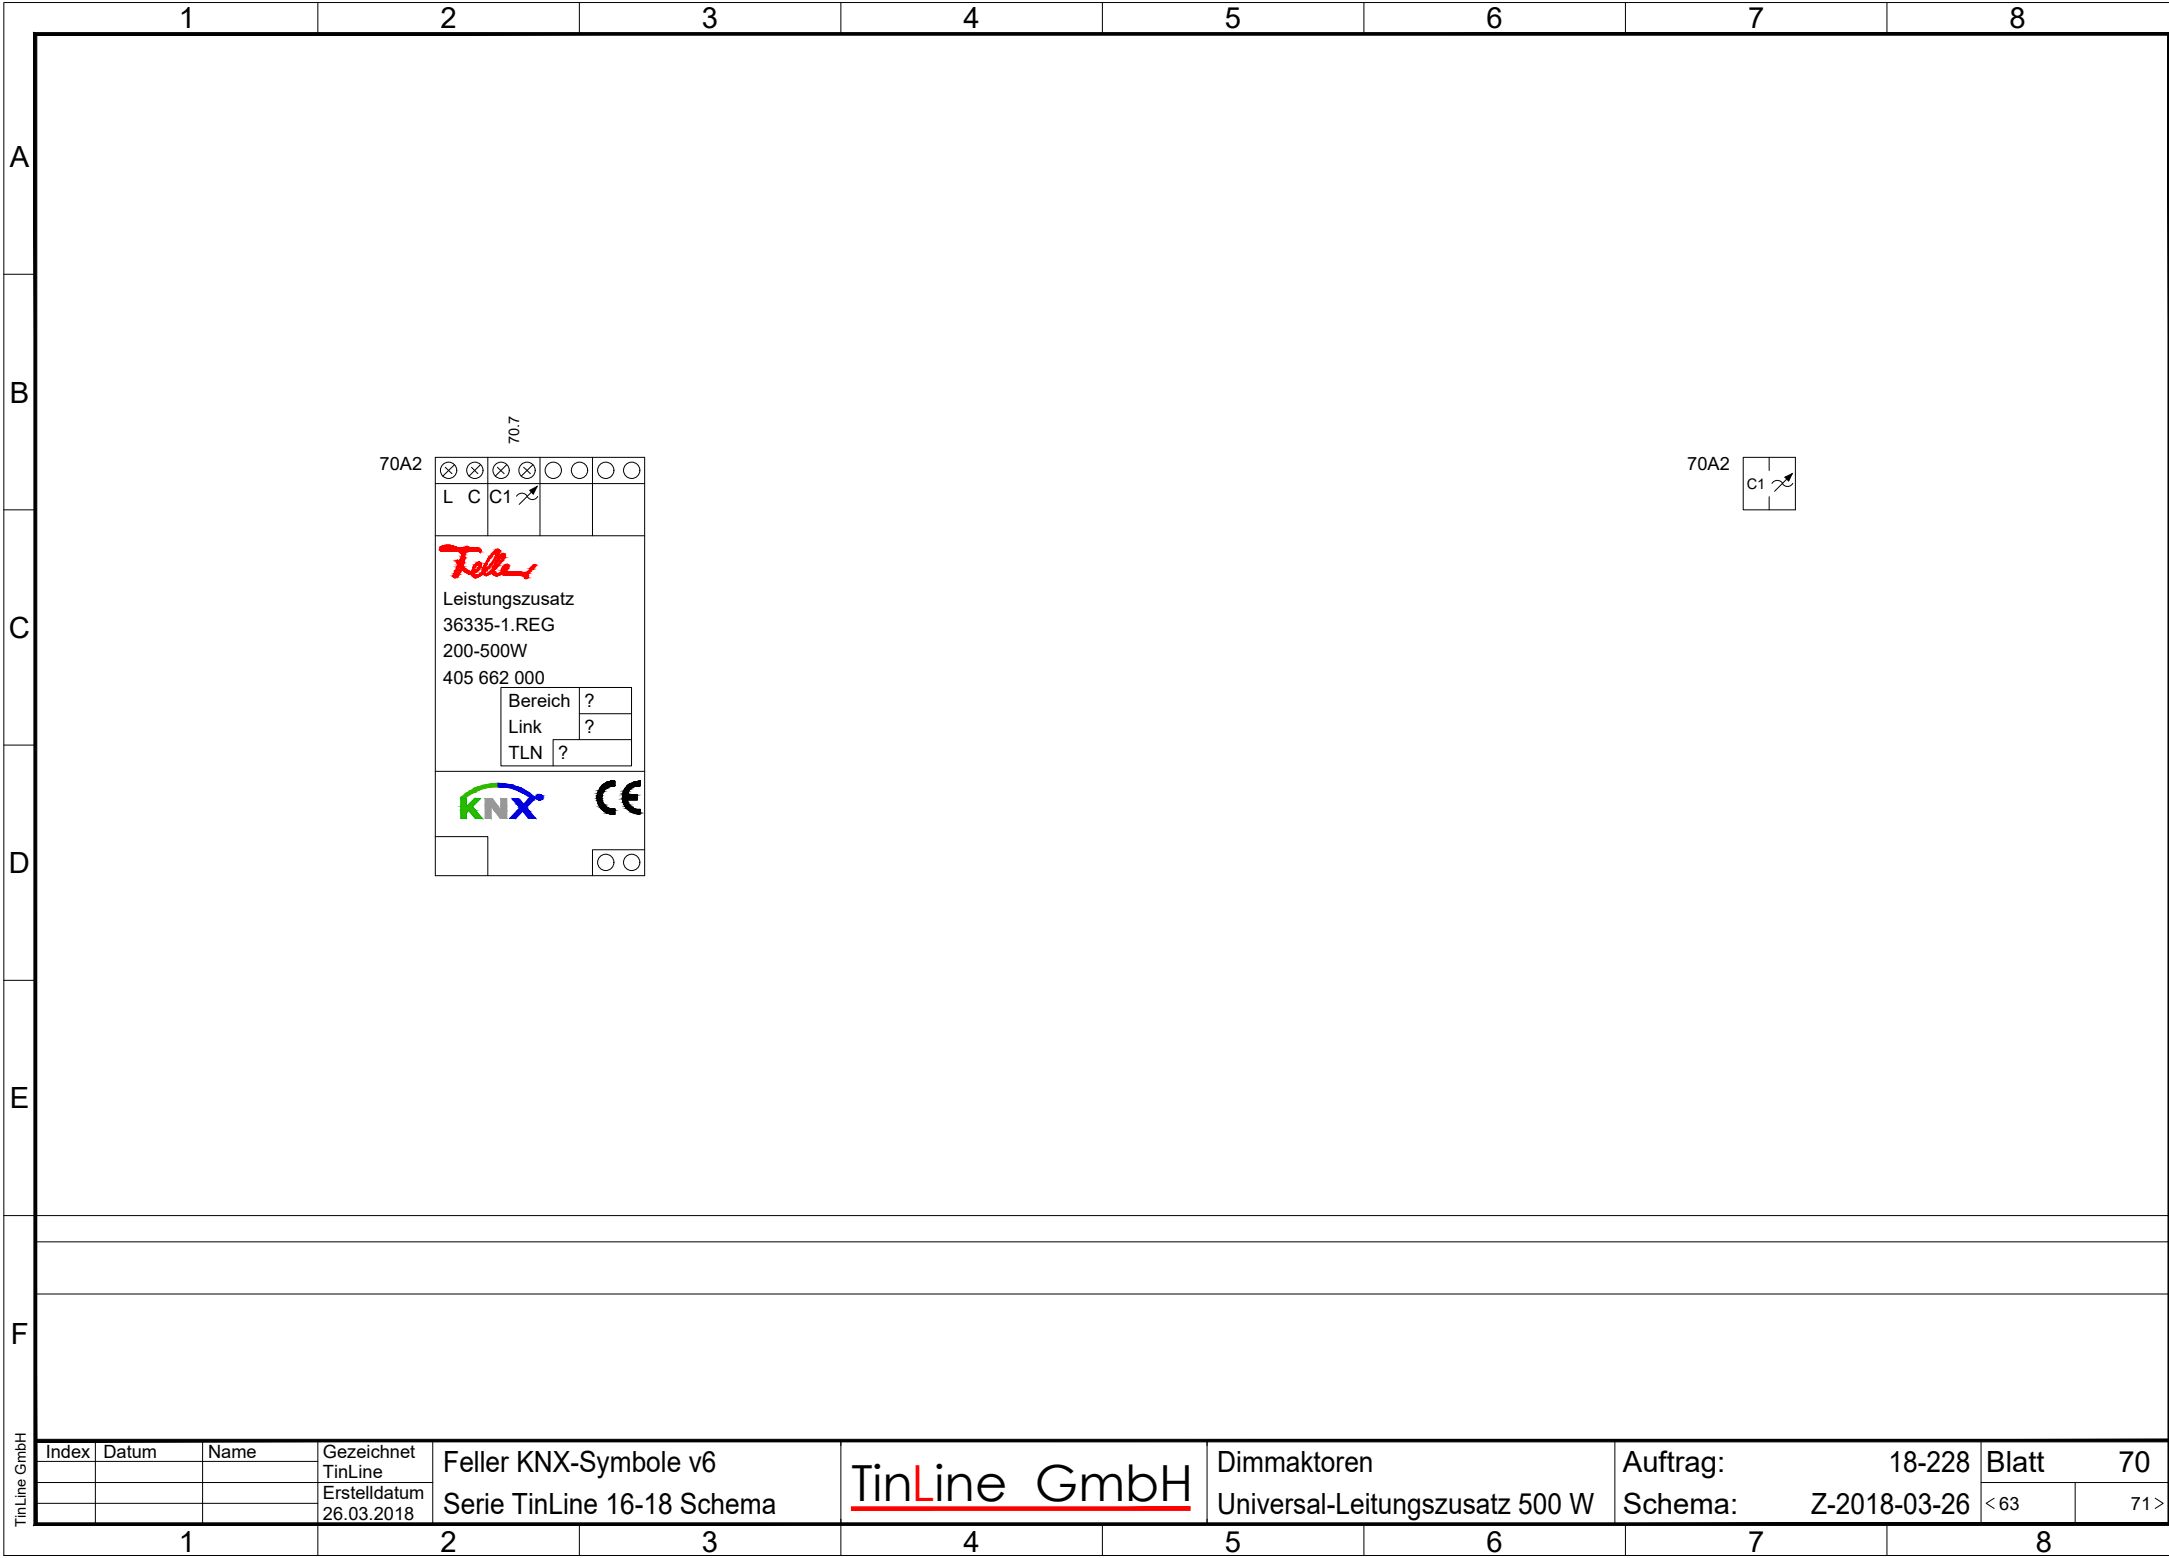 1 2 3 4 5 6 7 8
A
B
C
D
E
F
70.7
70A2
L C C1
Feller
Leistungszusatz
36335-1.REG
200-500W
405 662 000
Bereich ?
Link ?
TLN ?
KNX CE
70A2
C1
TinLine GmbH
Index Datum Name
Gezeichnet
TinLine
Erstelldatum
26.03.2018
Feller KNX-Symbole v6
Serie TinLine 16-18 Schema
TinLine GmbH
Dimmaktoren
Universal-Leitungszusatz 500 W
Auftrag: 18-228
Schema: Z-2018-03-26
Blatt 70
<63 71>
1 2 3 4 5 6 7 8